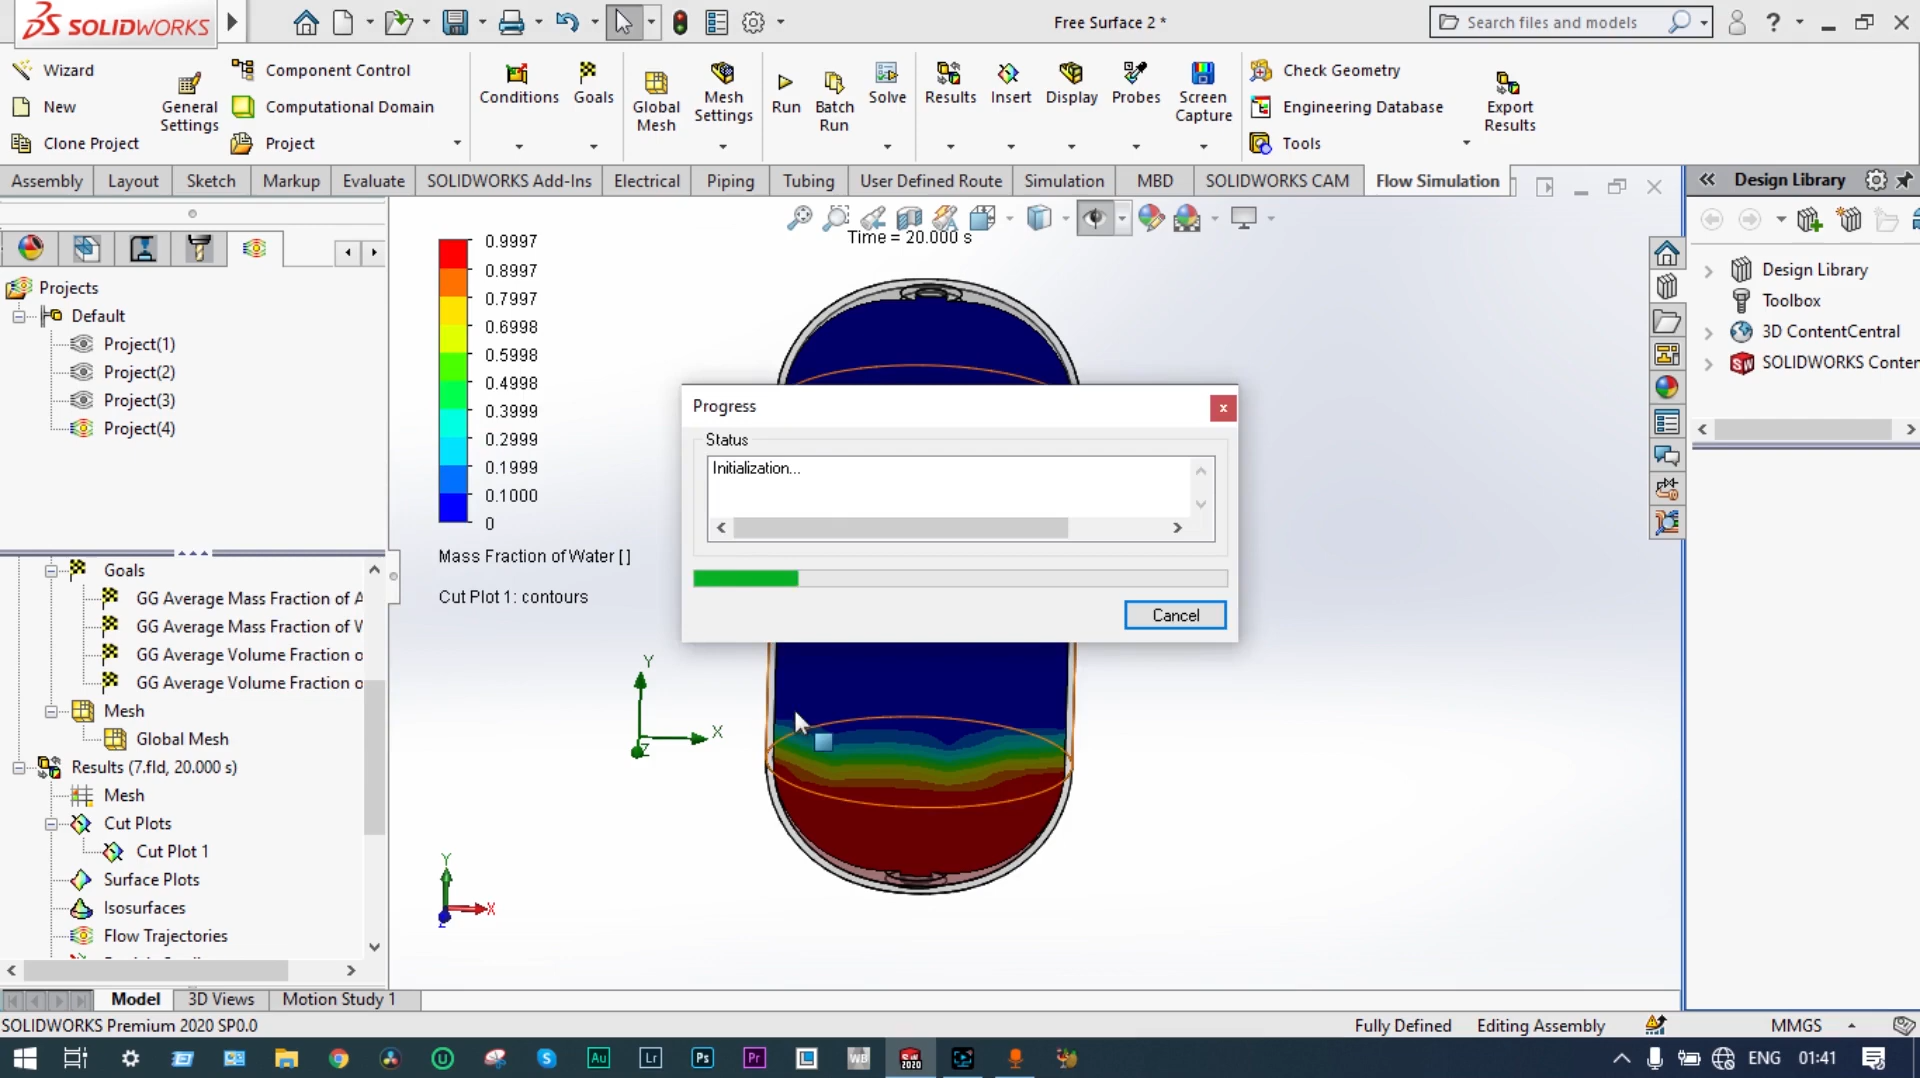 SOLIDWORKS
Free Surface 2 *
Search files and models
?
Wizard
New
Clone Project
General Settings
Component Control
Computational Domain
Project
Conditions
Goals
Global Mesh
Mesh Settings
Run
Batch Run
Solve
Results
Insert
Display
Probes
Screen Capture
Check Geometry
Engineering Database
Tools
Export Results
Assembly
Layout
Sketch
Markup
Evaluate
SOLIDWORKS Add-Ins
Electrical
Piping
Tubing
User Defined Route
Simulation
MBD
SOLIDWORKS CAM
Flow Simulation
Design Library
Projects
Default
Project(1)
Project(2)
Project(3)
Project(4)
Goals
GG Average Mass Fraction of A
GG Average Mass Fraction of W
GG Average Volume Fraction o
GG Average Volume Fraction o
Mesh
Global Mesh
Results (7.fld, 20.000 s)
Mesh
Cut Plots
Cut Plot 1
Surface Plots
Isosurfaces
Flow Trajectories
0.9997
0.8997
0.7997
0.6998
0.5998
0.4998
0.3999
0.2999
0.1999
0.1000
0
Mass Fraction of Water [ ]
Cut Plot 1: contours
Time = 20.000 s
Progress
x
Status
Initialization...
Cancel
Y
X
Z
Y
X
Z
Design Library
Toolbox
3D ContentCentral
SOLIDWORKS Conter
Model
3D Views
Motion Study 1
SOLIDWORKS Premium 2020 SP0.0
Fully Defined
Editing Assembly
MMGS
Au
Lr
Ps
Pr
WB
SW 2020
ENG
01:41